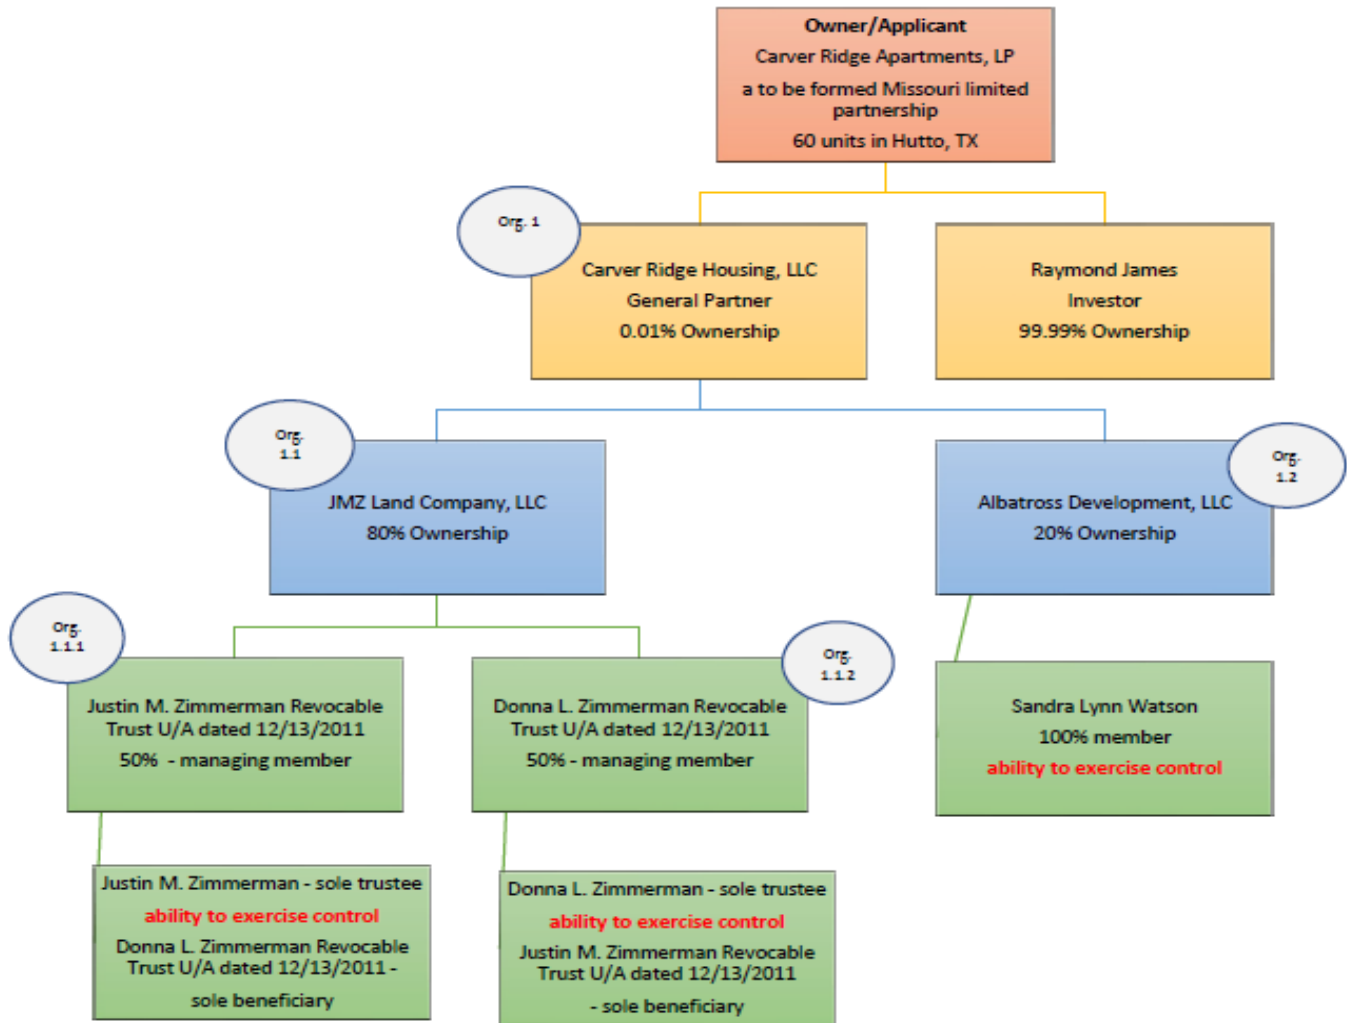 Owner/Applicant
Carver Ridge Apartments, LP
a to be formed Missouri limited
partnership
60 units in Hutto, TX
Org. 1
Carver Ridge Housing, LLC
General Partner
0.01% Ownership
Raymond James
Investor
99.99% Ownership
Org.
1.1
JMZ Land Company, LLC
80% Ownership
Albatross Development, LLC
20% Ownership
Org.
1.2
Org.
1.1.1
Justin M. Zimmerman Revocable
Trust U/A dated 12/13/2011
50%  - managing member
Donna L. Zimmerman Revocable
Trust U/A dated 12/13/2011
50% - managing member
Org.
1.1.2
Sandra Lynn Watson
100% member
ability to exercise control
Justin M. Zimmerman - sole trustee
ability to exercise control
Donna L. Zimmerman Revocable
Trust U/A dated 12/13/2011 -
sole beneficiary
Donna L. Zimmerman - sole trustee
ability to exercise control
Justin M. Zimmerman Revocable
Trust U/A dated 12/13/2011
- sole beneficiary